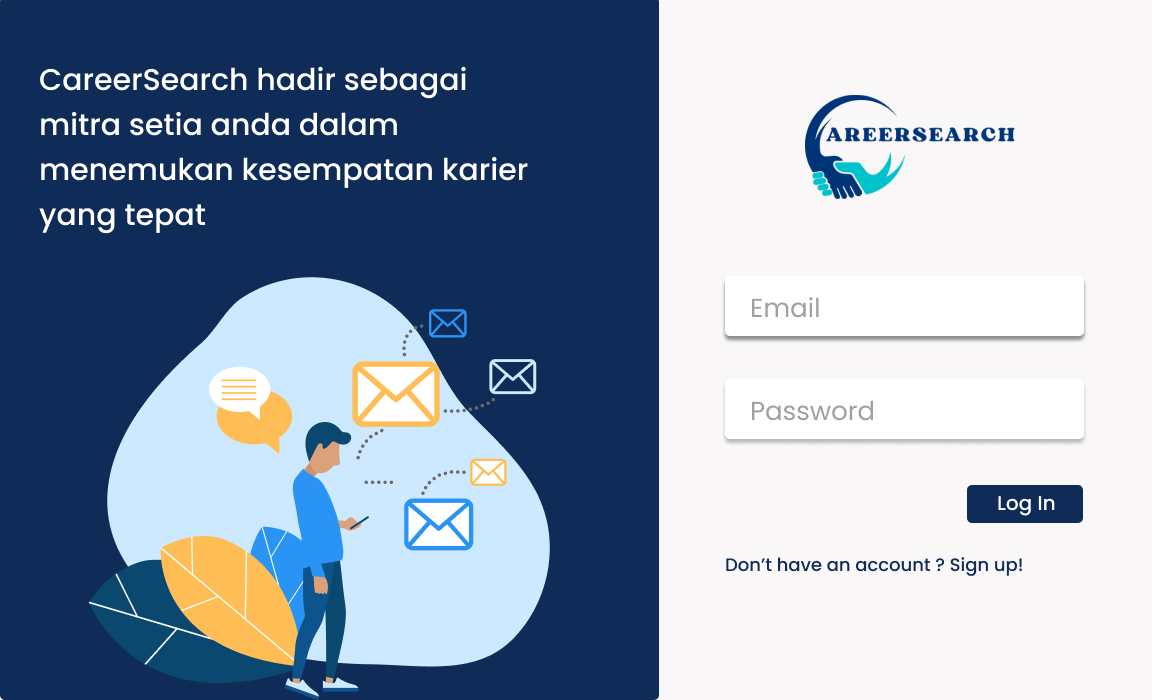 CareerSearch hadir sebagai
mitra setia anda dalam
menemukan kesempatan karier
yang tepat
AREERSEARCH
Email
Password
Log In
Don’t have an account ? Sign up!